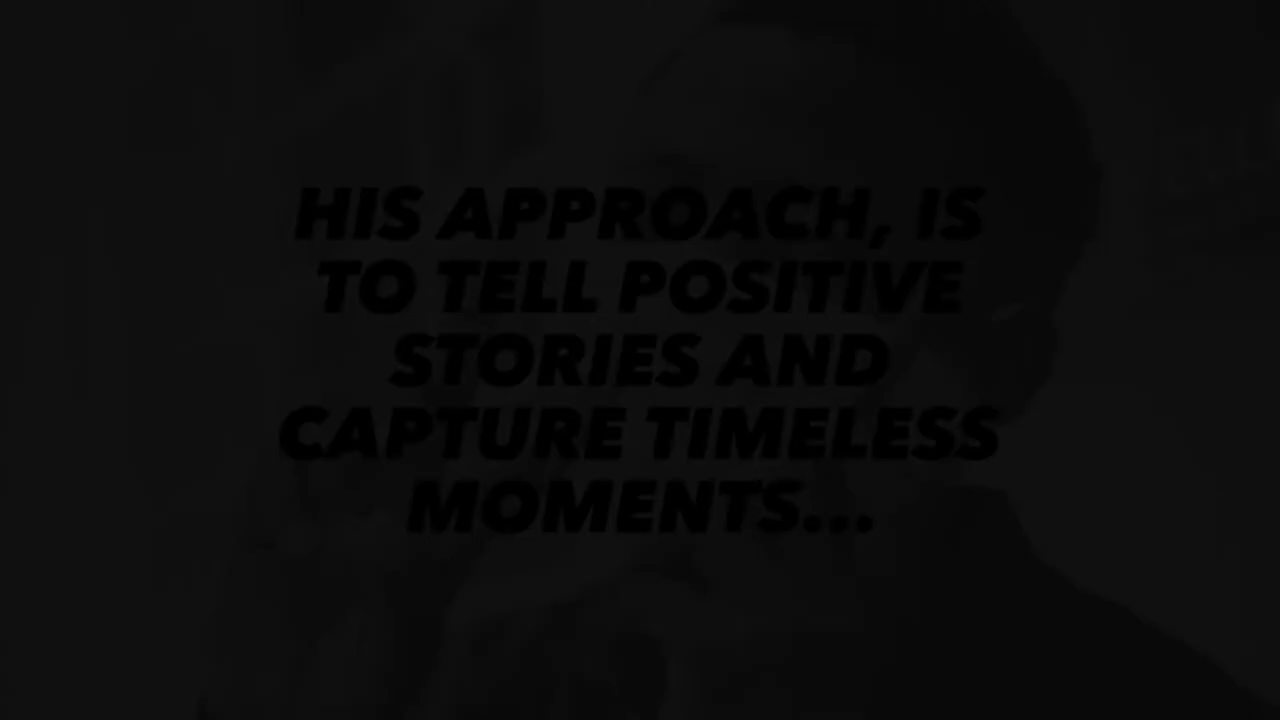 HIS APPROACH, IS
TO TELL POSITIVE
STORIES AND
CAPTURE TIMELESS
MOMENTS...